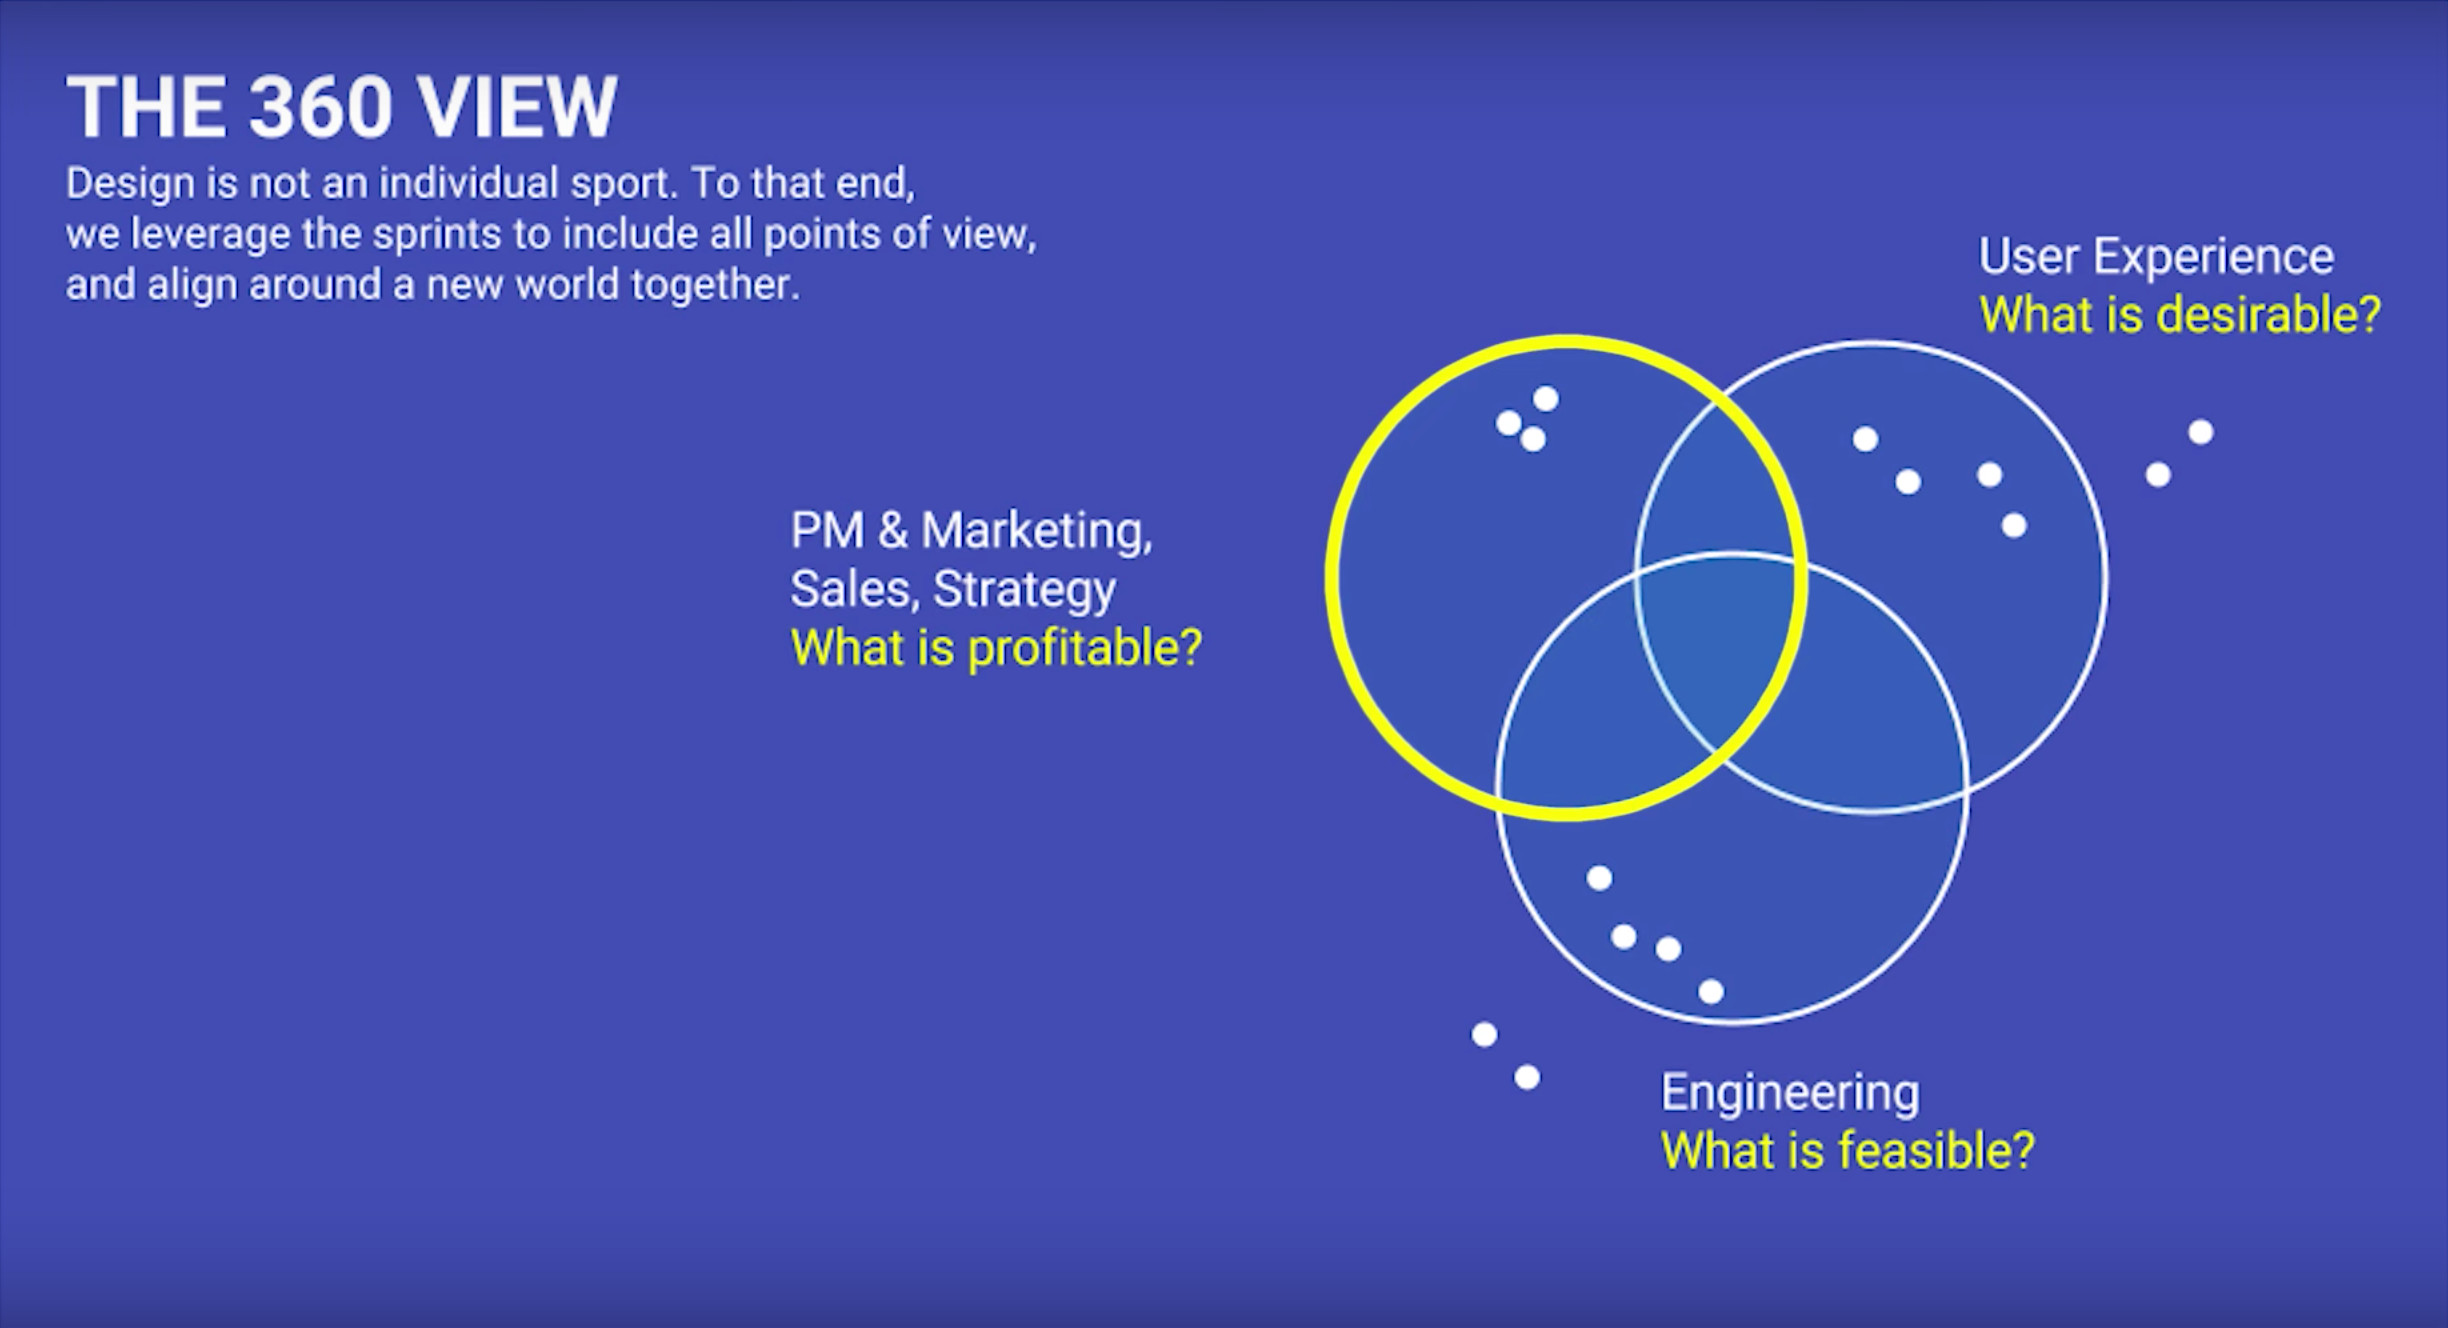 THE 360 VIEW
Design is not an individual sport. To that end,
we leverage the sprints to include all points of view,
and align around a new world together.
User Experience
What is desirable?
PM & Marketing,
Sales, Strategy
What is profitable?
Engineering
What is feasible?